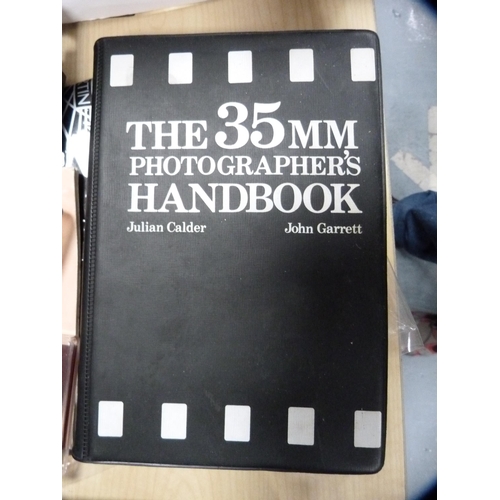 THE 35MM
PHOTOGRAPHER'S
HANDBOOK
Julian Calder John Garrett